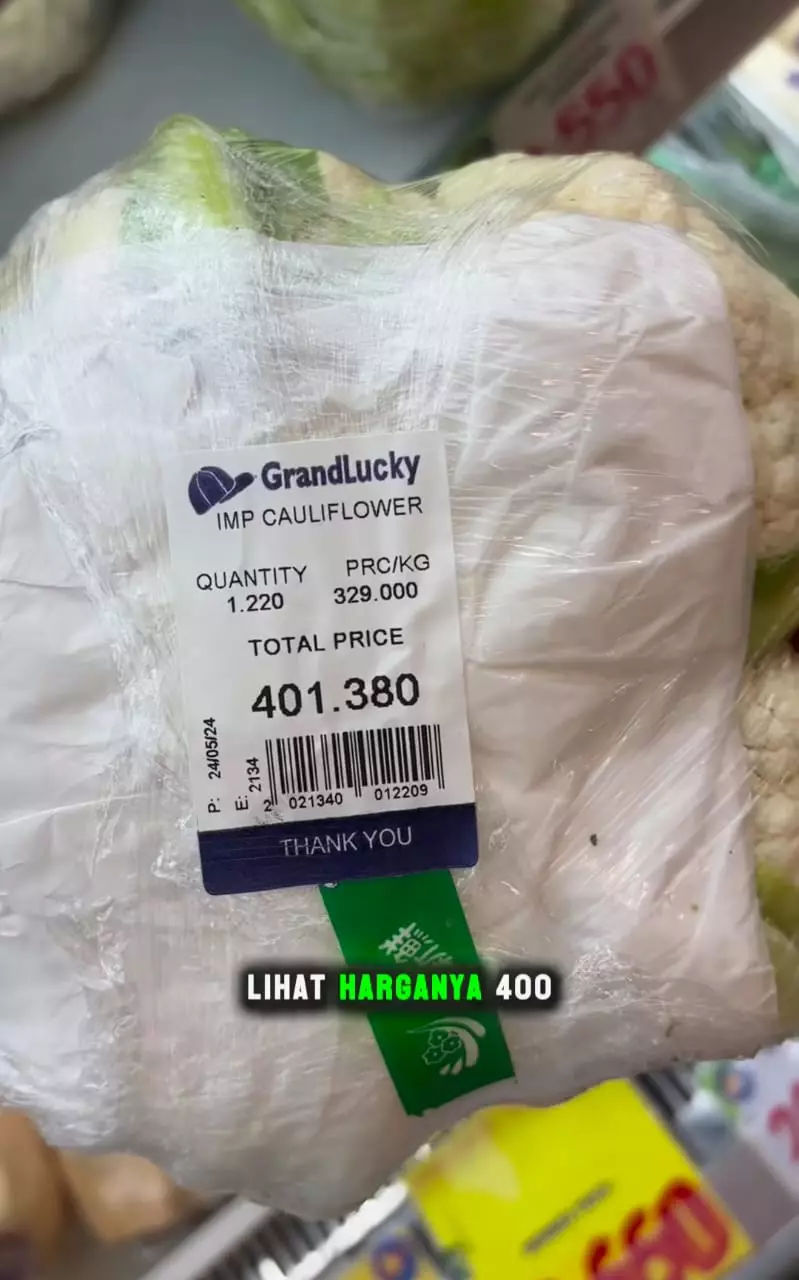 550
GrandLucky
IMP CAULIFLOWER
QUANTITY PRC/KG
1.220 329.000
TOTAL PRICE
401.380
P: 24/05/24
E: 2134
2 021340 012209
THANK YOU
LIHAT HARGANYA 400